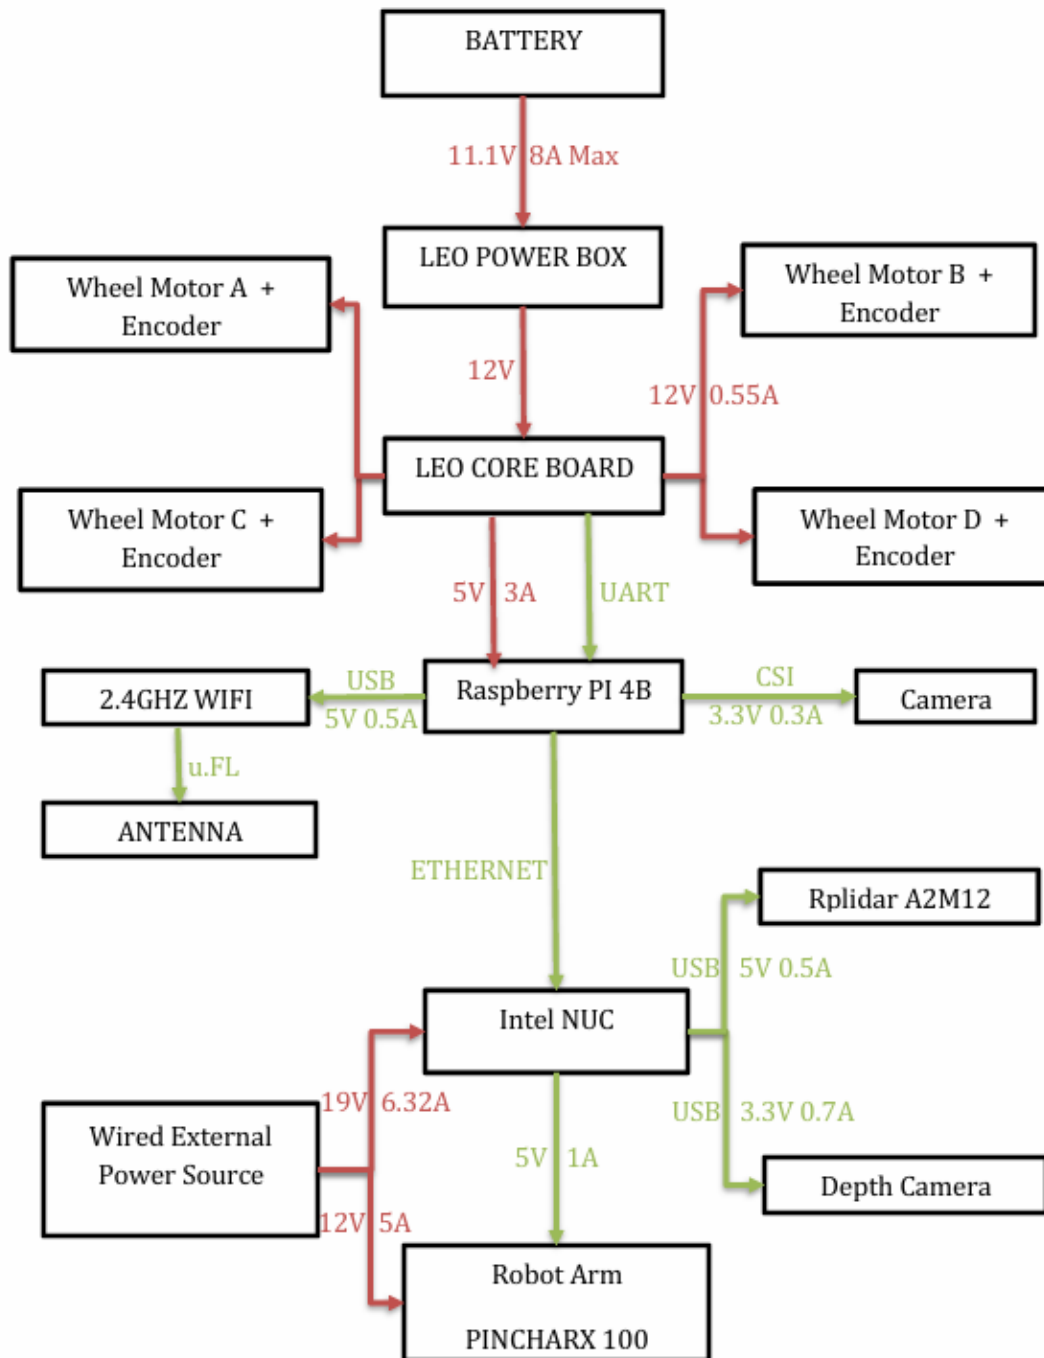 BATTERY
11.1V 8A Max
LEO POWER BOX
Wheel Motor A +
Encoder
Wheel Motor B +
Encoder
12V
12V 0.55A
LEO CORE BOARD
Wheel Motor C +
Encoder
Wheel Motor D +
Encoder
5V 3A
UART
2.4GHZ WIFI
USB
5V 0.5A
Raspberry PI 4B
CSI
3.3V 0.3A
Camera
u.FL
ANTENNA
ETHERNET
Rplidar A2M12
USB 5V 0.5A
Intel NUC
19V 6.32A
USB 3.3V 0.7A
Wired External
Power Source
5V 1A
Depth Camera
12V 5A
Robot Arm
PINCHARX 100